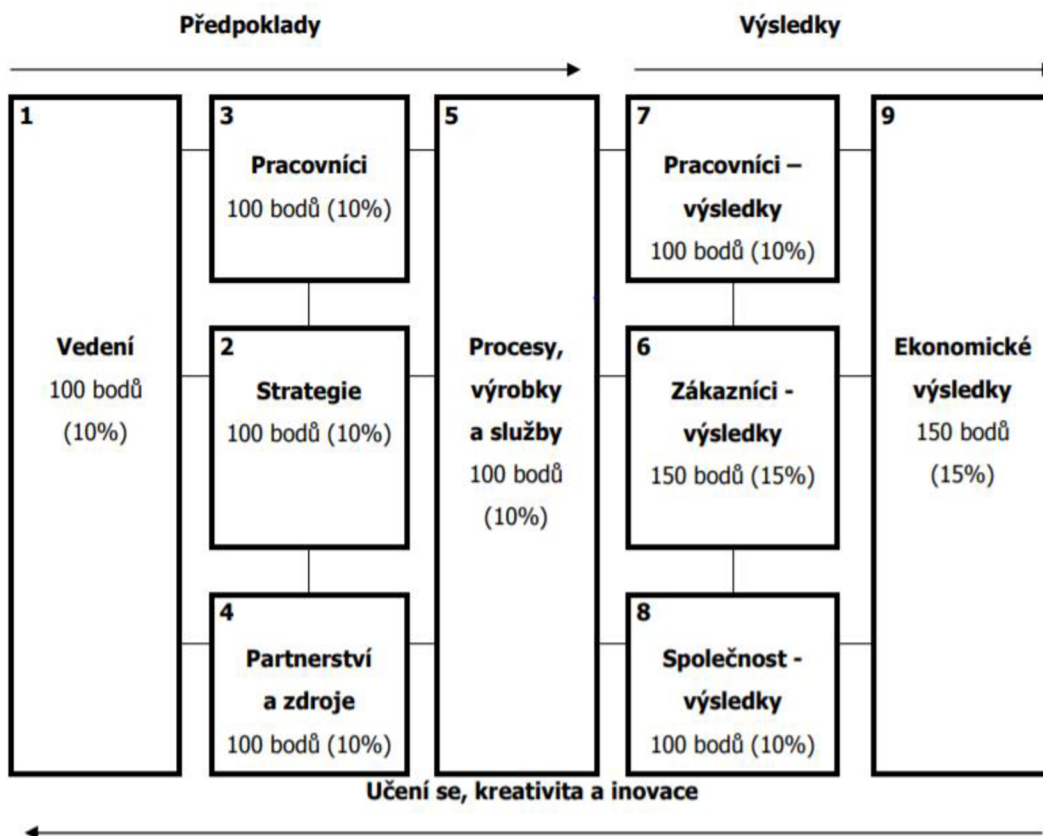 Předpoklady
Výsledky
1
Vedení
100 bodů
(10%)
3
Pracovníci
100 bodů (10%)
2
Strategie
100 bodů (10%)
4
Partnerství
a zdroje
100 bodů (10%)
5
Procesy,
výrobky
a služby
100 bodů
(10%)
7
Pracovníci –
výsledky
100 bodů (10%)
6
Zákazníci -
výsledky
150 bodů (15%)
8
Společnost -
výsledky
100 bodů (10%)
9
Ekonomické
výsledky
150 bodů
(15%)
Učení se, kreativita a inovace